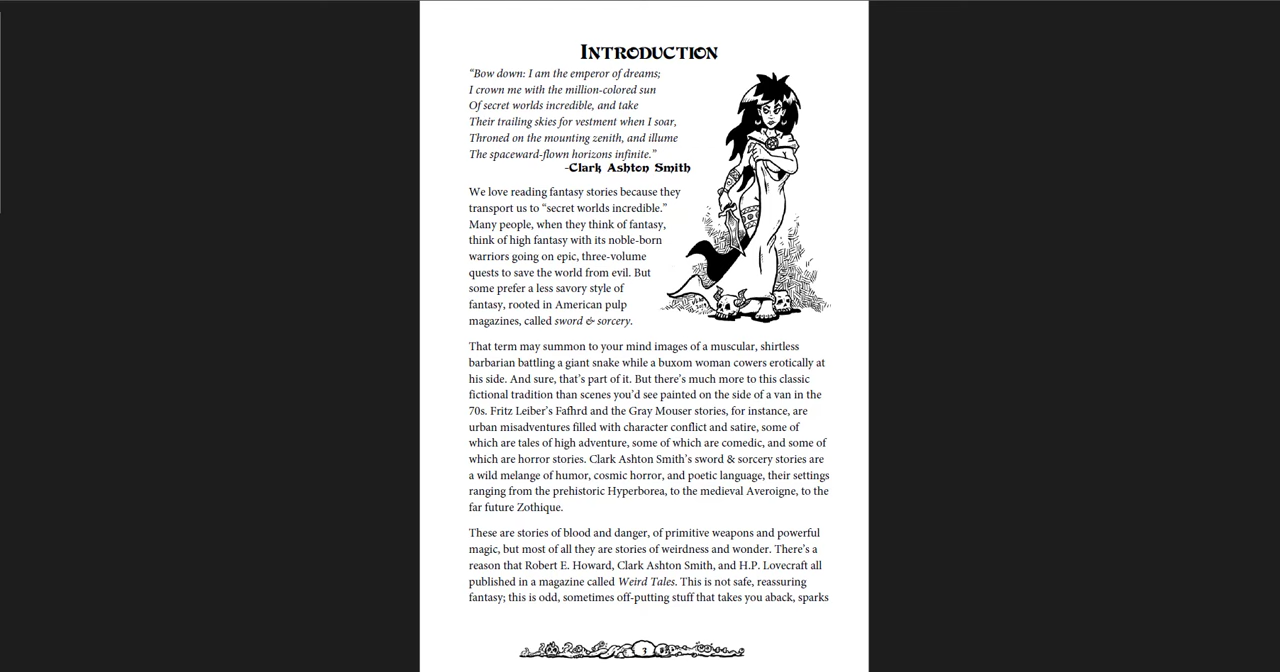 Introduction
“Bow down: I am the emperor of dreams;
I crown me with the million-colored sun
Of secret worlds incredible, and take
Their trailing skies for vestment when I soar,
Throned on the mounting zenith, and illume
The spaceward-flown horizons infinite.”
-Clark Ashton Smith
We love reading fantasy stories because they
transport us to “secret worlds incredible.”
Many people, when they think of fantasy,
think of high fantasy with its noble-born
warriors going on epic, three-volume
quests to save the world from evil. But
some prefer a less savory style of
fantasy, rooted in American pulp
magazines, called sword & sorcery.
That term may summon to your mind images of a muscular, shirtless
barbarian battling a giant snake while a buxom woman cowers erotically at
his side. And sure, that’s part of it. But there’s much more to this classic
fictional tradition than scenes you’d see painted on the side of a van in the
70s. Fritz Leiber’s Fafhrd and the Gray Mouser stories, for instance, are
urban misadventures filled with character conflict and satire, some of
which are tales of high adventure, some of which are comedic, and some of
which are horror stories. Clark Ashton Smith’s sword & sorcery stories are
a wild melange of humor, cosmic horror, and poetic language, their settings
ranging from the prehistoric Hyperborea, to the medieval Averoigne, to the
far future Zothique.
These are stories of blood and danger, of primitive weapons and powerful
magic, but most of all they are stories of weirdness and wonder. There’s a
reason that Robert E. Howard, Clark Ashton Smith, and H.P. Lovecraft all
published in a magazine called Weird Tales. This is not safe, reassuring
fantasy; this is odd, sometimes off-putting stuff that takes you aback, sparks
3